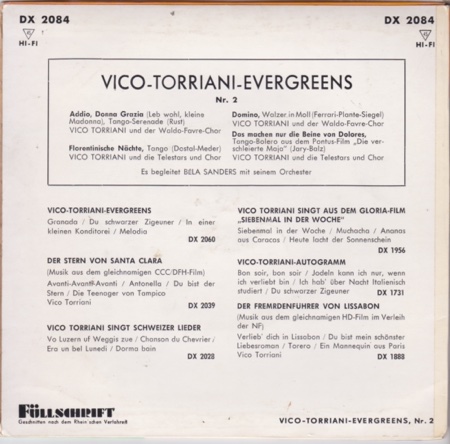 DX 2084 DX 2084
HI-FI HI-FI
VICO-TORRIANI-EVERGREENS
Nr. 2
Addio, Donna Grazia (Leb wohl, kleine
Madonna), Tango-Serenade (Rust)
VICO TORRIANI und der Waldo-Favre-Chor
Florentinische Nächte, Tango (Dostal-Meder)
VICO TORRIANI und die Telestars und Chor
Domino, Walzer in Moll (Ferrari-Plante-Siegel)
VICO TORRIANI und der Waldo-Favre-Chor
Das machen nur die Beine von Dolores,
Tango-Bolero aus dem Pontus-Film „Die ver-
schleierte Maja" (Jary-Balz)
VICO TORRIANI und die Telestars und Chor
Es begleitet BELA SANDERS mit seinem Orchester
VICO-TORRIANI-EVERGREENS
Granada / Du schwarzer Zigeuner / In einer
kleinen Konditorei / Melodia
DX 2060
DER STERN VON SANTA CLARA
(Musik aus dem gleichnamigen CCC/DFH-Film)
Avanti-Avanti-Avanti / Antonella / Du bist der
Stern / Die Teenager von Tampico
Vico Torriani DX 2039
VICO TORRIANI SINGT SCHWEIZER LIEDER
Vo Luzern uf Weggis zue / Chanson du Chevrier /
Era un bel Lunedi / Dorma bain
DX 2028
VICO TORRIANI SINGT AUS DEM GLORIA-FILM
„SIEBENMAL IN DER WOCHE"
Siebenmal in der Woche / Muchacha / Ananas
aus Caracas / Heute lacht der Sonnenschein
DX 1956
VICO-TORRIANI-AUTOGRAMM
Bon soir, bon soir / Jodeln kann ich nur, wenn
ich verliebt bin / Ich hab' über Nacht Italienisch
studiert / Du schwarzer Zigeuner DX 1731
DER FREMDENFUHRER VON LISSABON
(Musik aus dem gleichnamigen HD-Film im Verleih
der NF)
Verlieb' dich in Lissabon / Du bist mein schönster
Liebesroman / Torero / Ein Mannequin aus Paris
Vico Torriani DX 1888
FÜLLSCHRIFT
Geschnitten nach dem Rhein'schen Verfahren
VICO-TORRIANI-EVERGREENS, Nr. 2